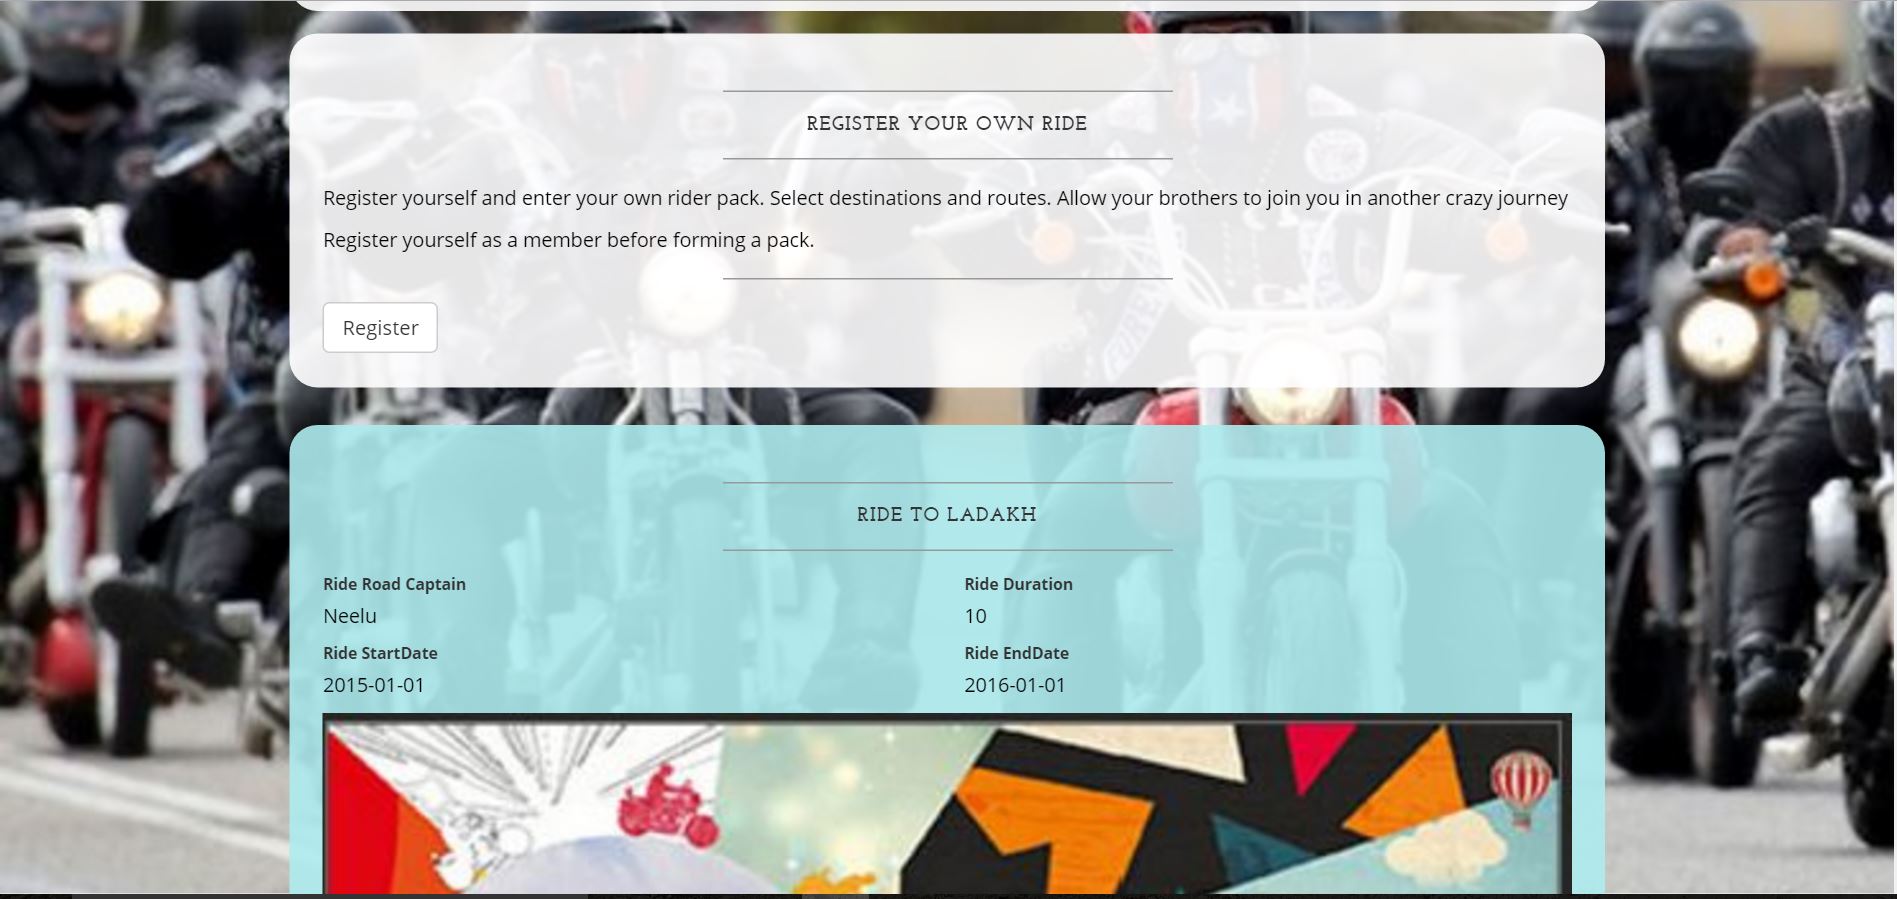 REGISTER YOUR OWN RIDE
Register yourself and enter your own rider pack. Select destinations and routes. Allow your brothers to join you in another crazy journey
Register yourself as a member before forming a pack.
Register
RIDE TO LADAKH
Ride Road Captain
Neelu
Ride Duration
10
Ride StartDate
2015-01-01
Ride EndDate
2016-01-01